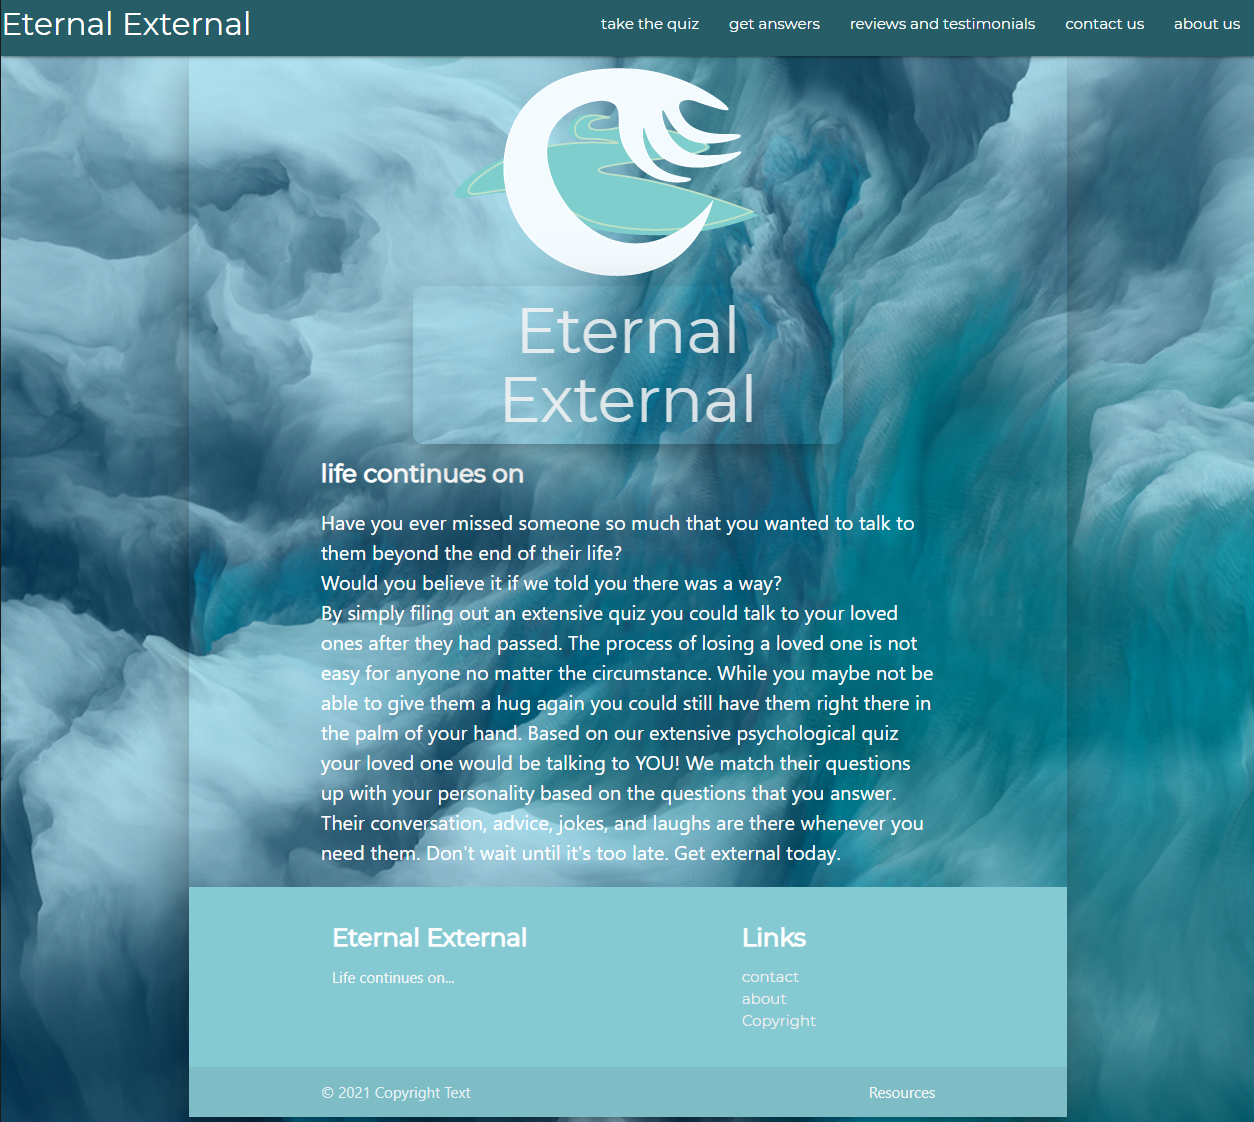 Eternal External
take the quiz get answers reviews and testimonials contact us about us
Eternal
External
life continues on
Have you ever missed someone so much that you wanted to talk to
them beyond the end of their life?
Would you believe it if we told you there was a way?
By simply filing out an extensive quiz you could talk to your loved
ones after they had passed. The process of losing a loved one is not
easy for anyone no matter the circumstance. While you maybe not be
able to give them a hug again you could still have them right there in
the palm of your hand. Based on our extensive psychological quiz
your loved one would be talking to YOU! We match their questions
up with your personality based on the questions that you answer.
Their conversation, advice, jokes, and laughs are there whenever you
need them. Don't wait until it's too late. Get external today.
Eternal External
Life continues on...
Links
contact
about
Copyright
© 2021 Copyright Text
Resources